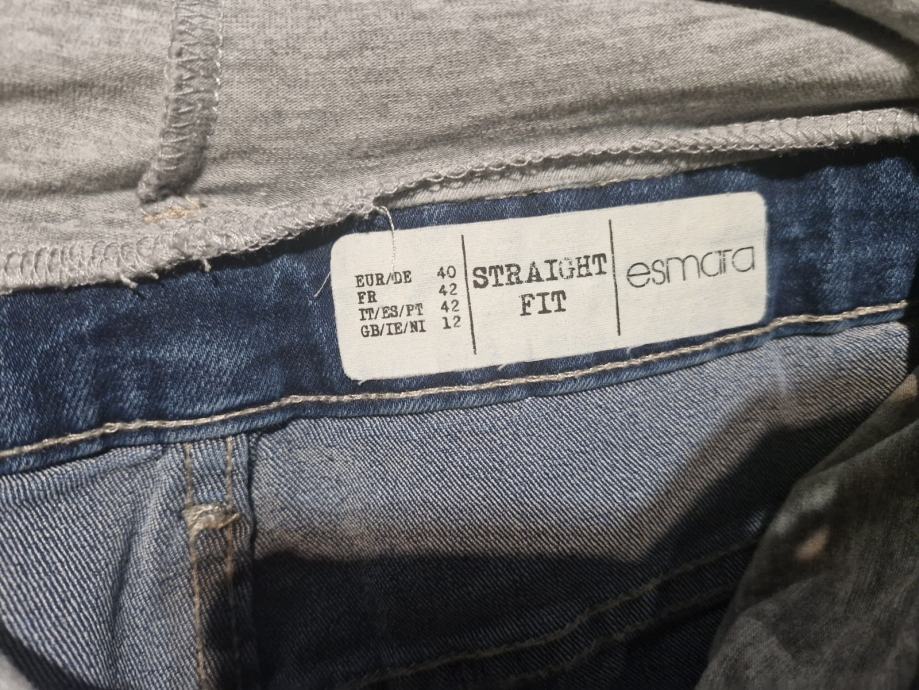 EUR/DE 40
FR 42
IT/ES/PT 42
GB/IE/NI 12
STRAIGHT
FIT
esmara